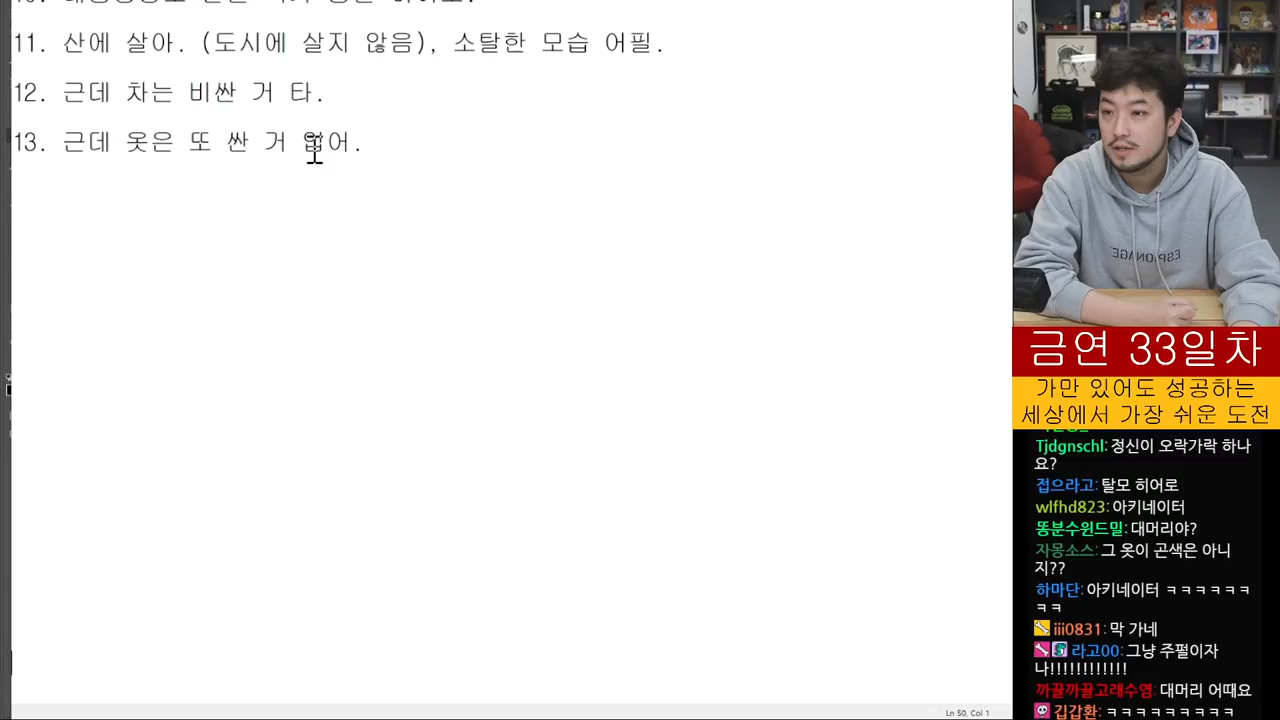 11. 산에 살아. (도시에 살지 않음), 소탈한 모습 어필.
12. 근데 차는 비싼 거 타.
13. 근데 옷은 또 싼 거 입어.
Ln 50, Col 1
ESPIONAGE
금연 33일차
가만 있어도 성공하는
세상에서 가장 쉬운 도전
Tjdgnschl: 정신이 오락가락 하나
요?
접으라고: 탈모 히어로
wlfhd823: 아키네이터
똥분수윈드밀: 대머리야?
자몽소스: 그 옷이 곤색은 아니
지??
하마단: 아키네이터 ㅋㅋㅋㅋㅋㅋ
ㅋㅋ
iii0831: 막 가네
라고00: 그냥 주펄이자
나!!!!!!!!!!!!
까끌까끌고래수염: 대머리 어때요
김갑환: ㅋㅋㅋㅋㅋㅋㅋㅋㅋ